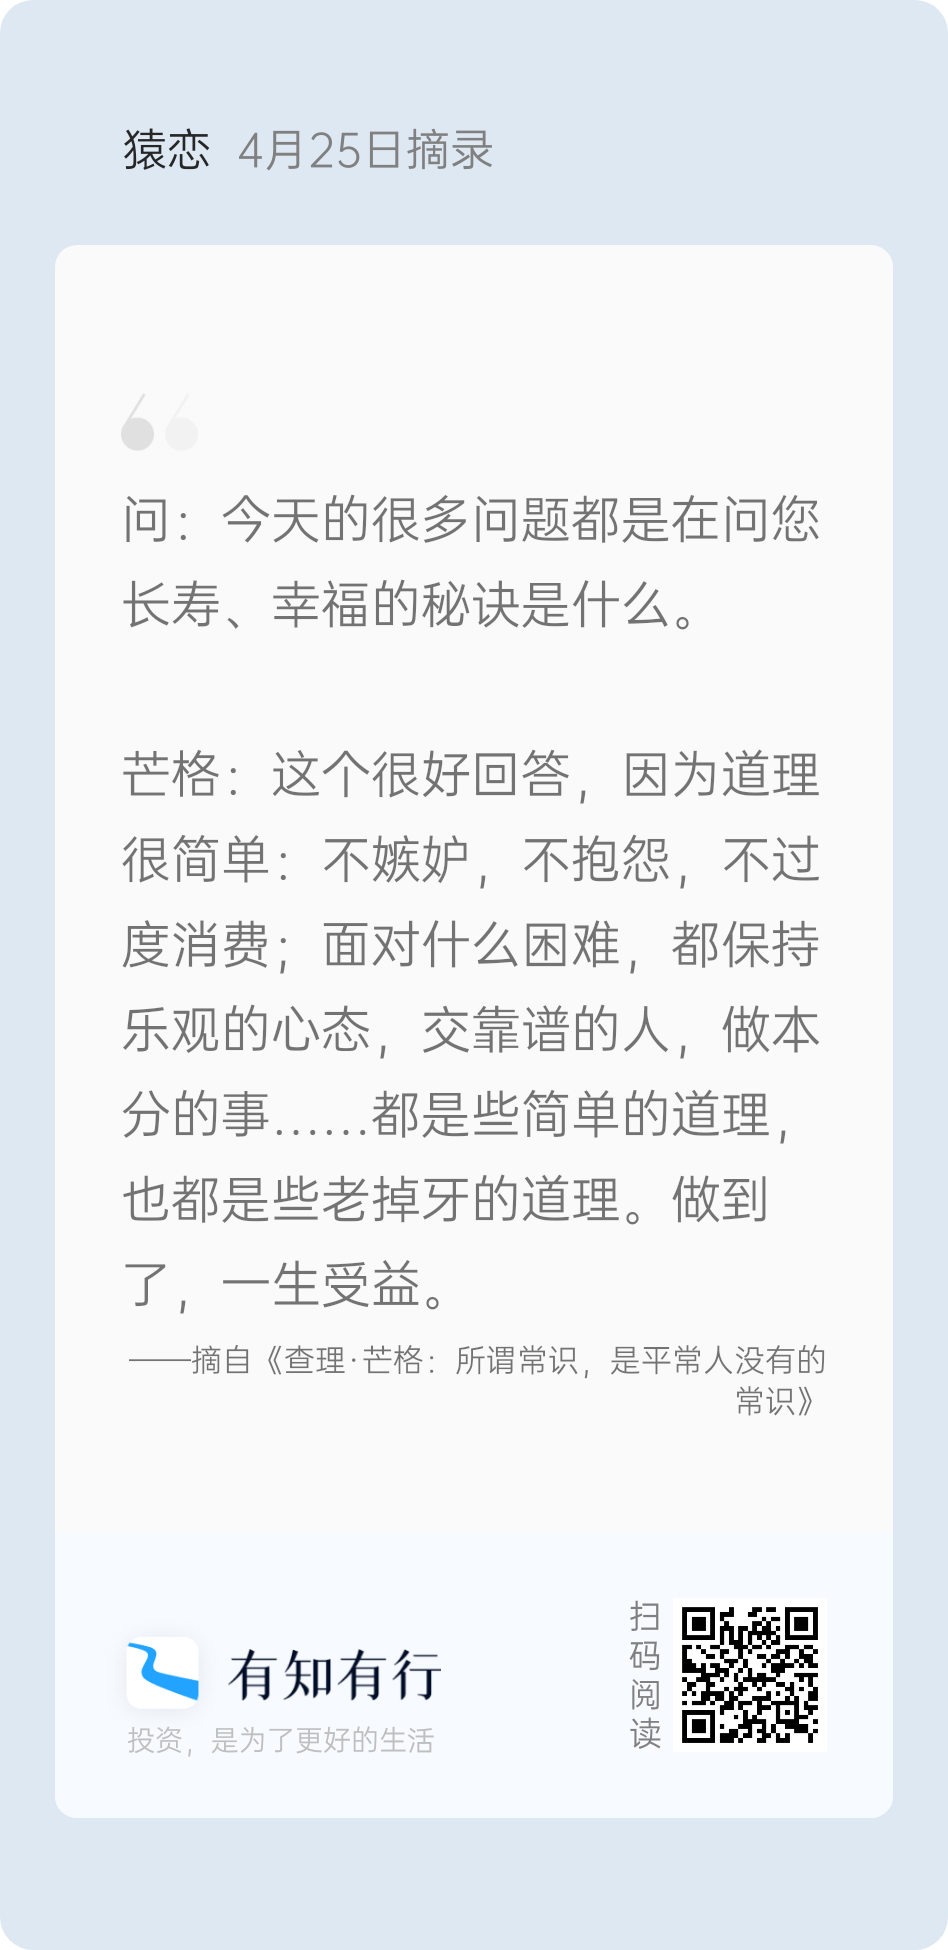 猿恋 4月25日摘录
问：今天的很多问题都是在问您
长寿、幸福的秘诀是什么。
芒格：这个很好回答，因为道理
很简单：不嫉妒，不抱怨，不过
度消费；面对什么困难，都保持
乐观的心态，交靠谱的人，做本
分的事……都是些简单的道理，
也都是些老掉牙的道理。做到
了，一生受益。
——摘自《查理·芒格：所谓常识，是平常人没有的
常识》
有知有行
投资，是为了更好的生活
扫码阅读